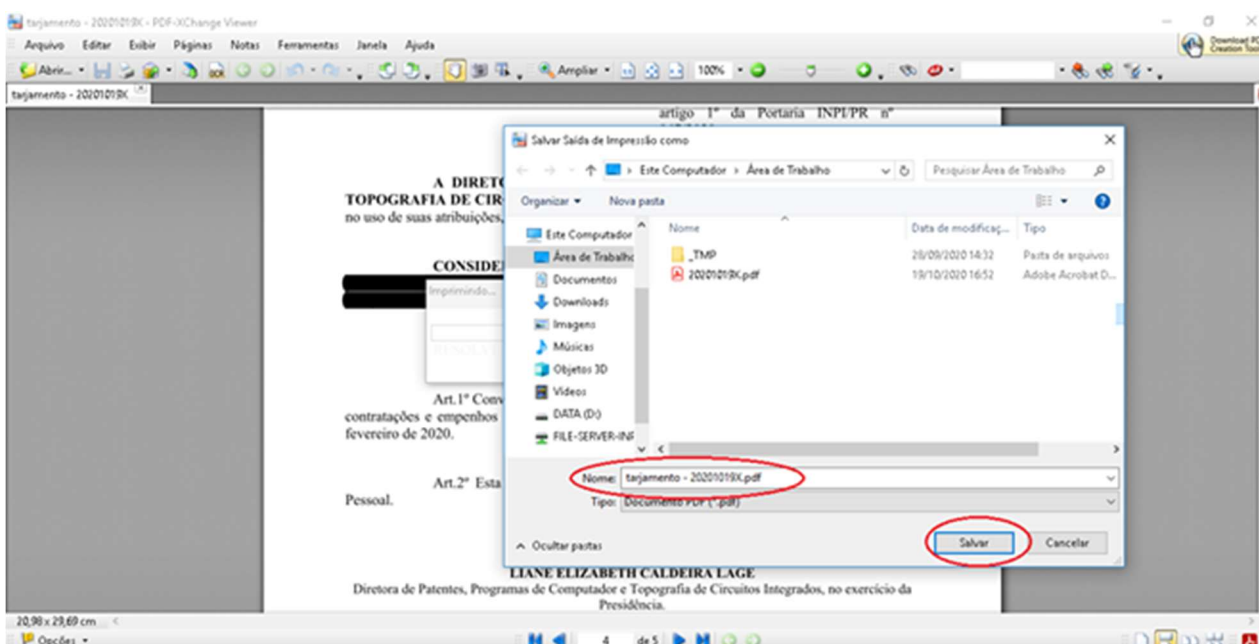 tarjamento - 20201019X - PDF-XChange Viewer
Arquivo Editar Exibir Páginas Notas Ferramentas Janela Ajuda
Download
Creation
Abrir... OCR Ampliar 100%
tarjamento - 20201019X
artigo 1º da Portaria INPI/PR nº
Salvar Saída de Impressão como
Este Computador > Área de Trabalho
Pesquisar Área de Trabalho
A DIRETO
TOPOGRAFIA DE CIR
no uso de suas atribuições,
Organizar Nova pasta
Nome Data de modificaç... Tipo
Este Computador
Área de Trabalho
_TMP 28/09/2020 14:32 Pasta de arquivos
20201019X.pdf 19/10/2020 16:52 Adobe Acrobat D...
Documentos
Downloads
Imagens
Músicas
Objetos 3D
Vídeos
DATA (D:)
FILE-SERVER-INP
CONSIDE
Imprimindo...
Art.1º Conv
contratações e empenhos
fevereiro de 2020.
Art.2º Esta
Pessoal.
Nome: tarjamento - 20201019X.pdf
Tipo: Documento PDF (*.pdf)
Ocultar pastas
Salvar Cancelar
LIANE ELIZABETH CALDEIRA LAGE
Diretora de Patentes, Programas de Computador e Topografia de Circuitos Integrados, no exercício da
Presidência.
20,98 x 29,69 cm
Opções 4 de 5